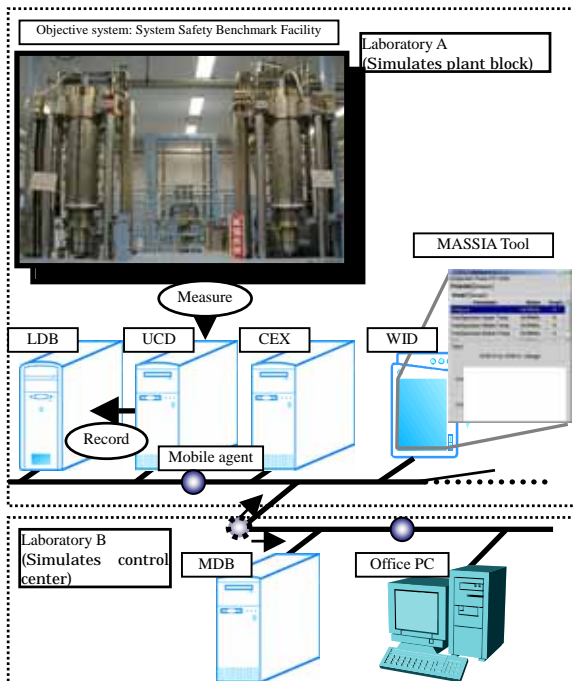 Objective system: System Safety Benchmark Facility
Laboratory A
(Simulates plant block)
MASSIA Tool
Measure
LDB
UCD
CEX
WID
Record
Mobile agent
Laboratory B
(Simulates control
center)
MDB
Office PC